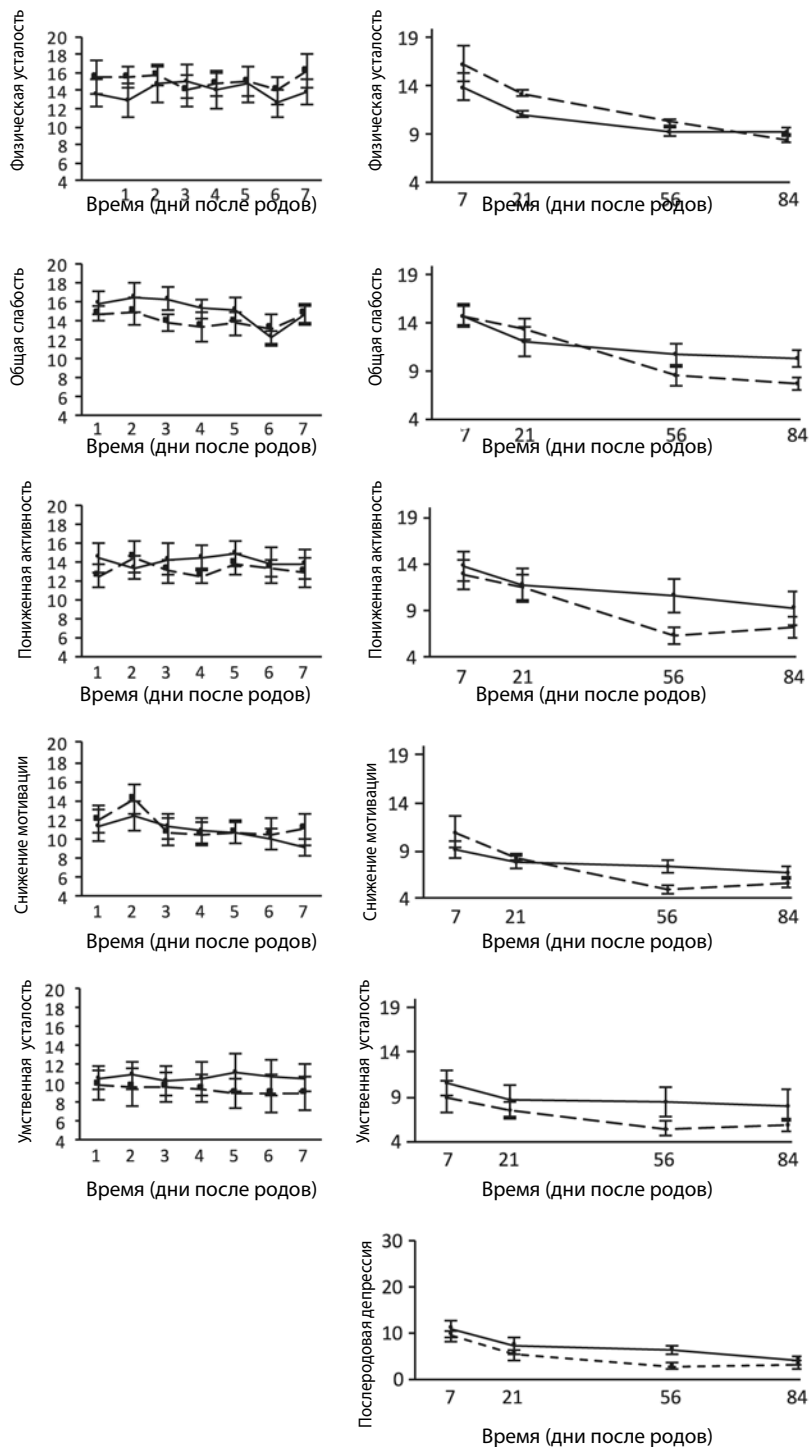 Физическая усталость
20
18
16
14
12
10
8
6
4
1 2 3 4 5 6 7
Время (дни после родов)
Физическая усталость
19
14
9
4
7 21 56 84
Время (дни после родов)
Общая слабость
20
18
16
14
12
10
8
6
4
1 2 3 4 5 6 7
Время (дни после родов)
Общая слабость
19
14
9
4
7 21 56 84
Время (дни после родов)
Пониженная активность
20
18
16
14
12
10
8
6
4
1 2 3 4 5 6 7
Время (дни после родов)
Пониженная активность
19
14
9
4
7 21 56 84
Время (дни после родов)
Снижение мотивации
20
18
16
14
12
10
8
6
4
1 2 3 4 5 6 7
Время (дни после родов)
Снижение мотивации
19
14
9
4
7 21 56 84
Время (дни после родов)
Умственная усталость
20
18
16
14
12
10
8
6
4
1 2 3 4 5 6 7
Время (дни после родов)
Умственная усталость
19
14
9
4
7 21 56 84
Время (дни после родов)
Послеродовая депрессия
30
20
10
0
7 21 56 84
Время (дни после родов)